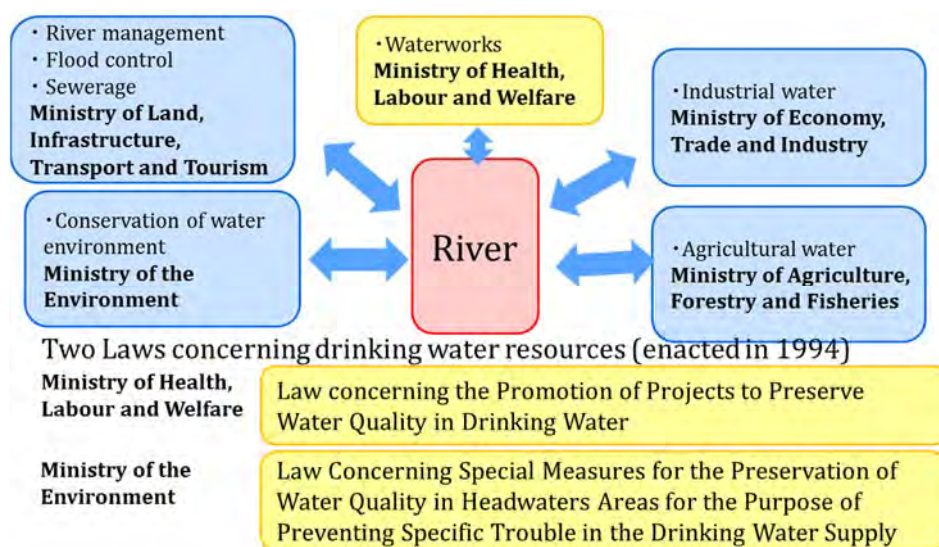 ・River management
・Flood control
・Sewerage
Ministry of Land,
Infrastructure,
Transport and Tourism
・Waterworks
Ministry of Health,
Labour and Welfare
・Industrial water
Ministry of Economy,
Trade and Industry
・Conservation of water
environment
Ministry of the
Environment
River
・Agricultural water
Ministry of Agriculture,
Forestry and Fisheries
Two Laws concerning drinking water resources (enacted in 1994)
Ministry of Health,
Labour and Welfare
Law concerning the Promotion of Projects to Preserve
Water Quality in Drinking Water
Ministry of the
Environment
Law Concerning Special Measures for the Preservation of
Water Quality in Headwaters Areas for the Purpose of
Preventing Specific Trouble in the Drinking Water Supply